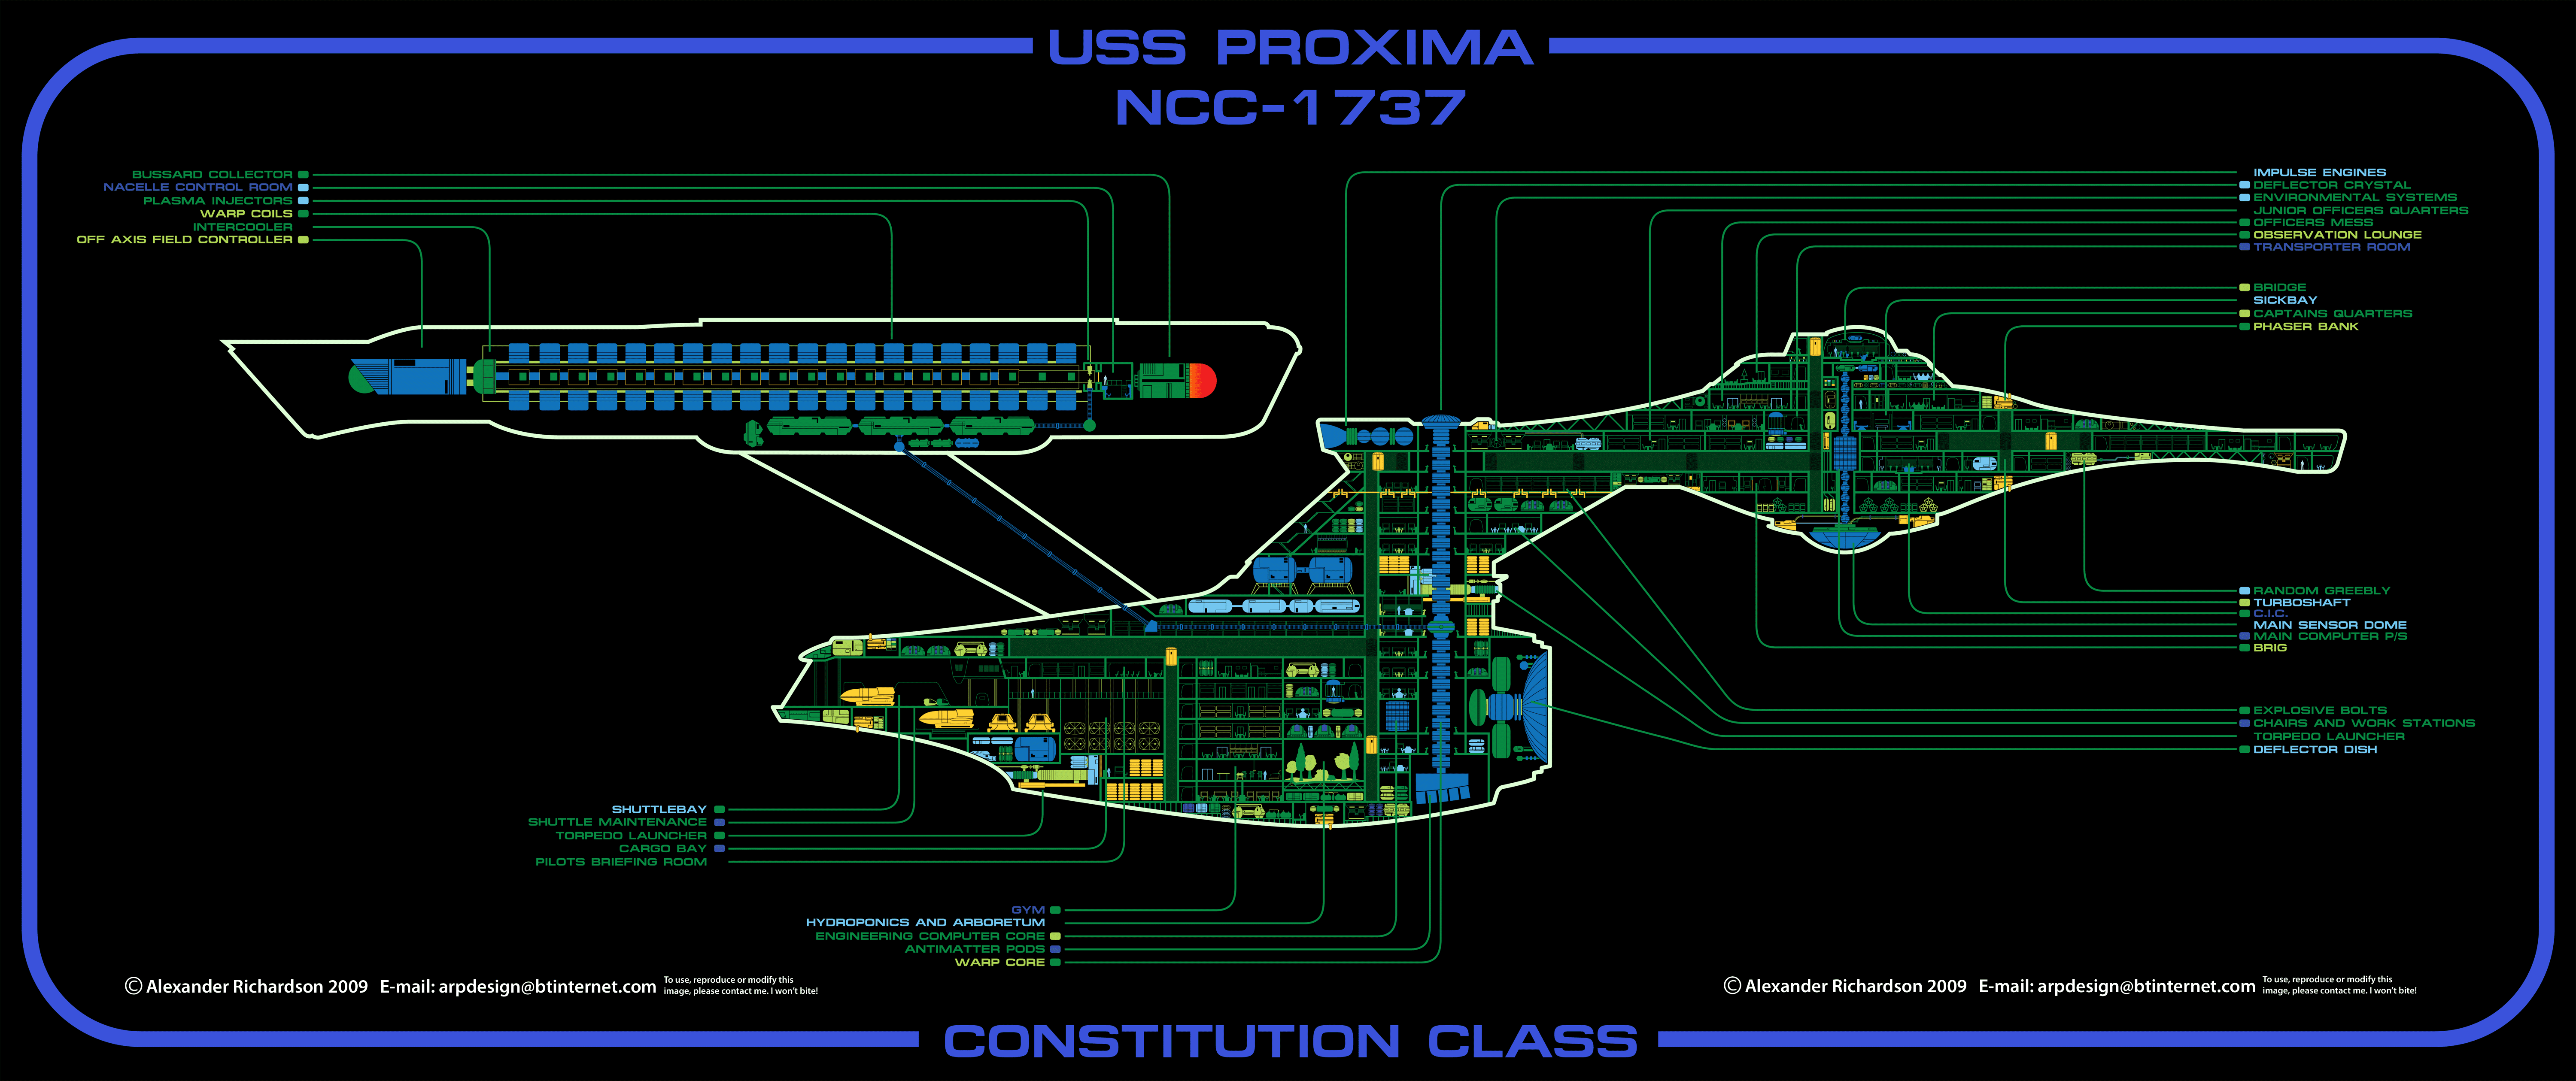 USS PROXIMA
NCC-1737
BUSSARD COLLECTOR
NACELLE CONTROL ROOM
PLASMA INJECTORS
WARP COILS
INTERCOOLER
OFF AXIS FIELD CONTROLLER
IMPULSE ENGINES
DEFLECTOR CRYSTAL
ENVIRONMENTAL SYSTEMS
JUNIOR OFFICERS QUARTERS
OFFICERS MESS
OBSERVATION LOUNGE
TRANSPORTER ROOM
BRIDGE
SICKBAY
CAPTAINS QUARTERS
PHASER BANK
RANDOM GREEBLY
TURBOSHAFT
C.I.C.
MAIN SENSOR DOME
MAIN COMPUTER P/S
BRIG
EXPLOSIVE BOLTS
CHAIRS AND WORK STATIONS
TORPEDO LAUNCHER
DEFLECTOR DISH
SHUTTLEBAY
SHUTTLE MAINTENANCE
TORPEDO LAUNCHER
CARGO BAY
PILOTS BRIEFING ROOM
GYM
HYDROPONICS AND ARBORETUM
ENGINEERING COMPUTER CORE
ANTIMATTER PODS
WARP CORE
© Alexander Richardson 2009 E-mail: arpdesign@btinternet.com
To use, reproduce or modify this
image, please contact me. I won't bite!
© Alexander Richardson 2009 E-mail: arpdesign@btinternet.com
To use, reproduce or modify this
image, please contact me. I won't bite!
CONSTITUTION CLASS